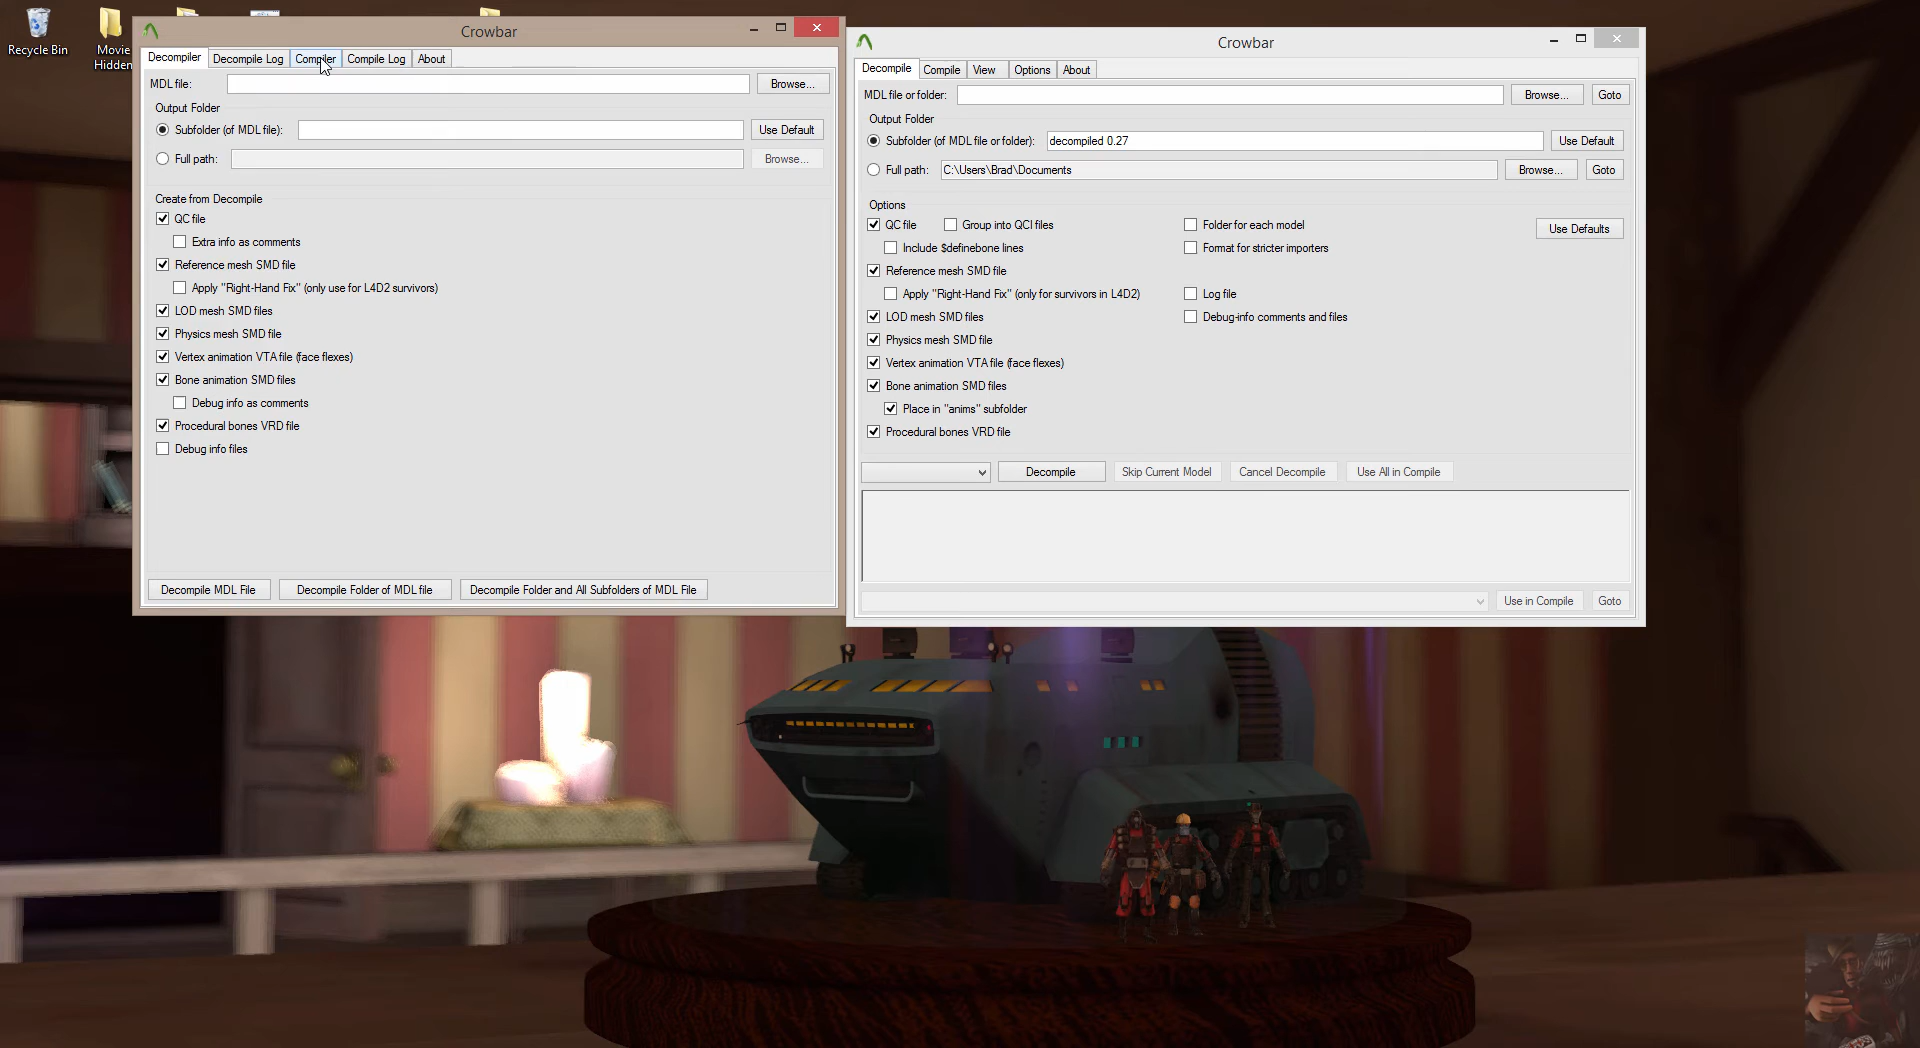 Recycle Bin
Movie
Hidden
Crowbar
Decompiler
Decompile Log
Compiler
Compile Log
About
MDL file:
Browse...
Output Folder
Subfolder (of MDL file):
Use Default
Full path:
Browse...
Create from Decompile
QC file
Extra info as comments
Reference mesh SMD file
Apply "Right-Hand Fix" (only use for L4D2 survivors)
LOD mesh SMD files
Physics mesh SMD file
Vertex animation VTA file (face flexes)
Bone animation SMD files
Debug info as comments
Procedural bones VRD file
Debug info files
Decompile MDL File
Decompile Folder of MDL file
Decompile Folder and All Subfolders of MDL File
Crowbar
Decompile
Compile
View
Options
About
MDL file or folder:
Browse...
Goto
Output Folder
Subfolder (of MDL file or folder):
decompiled 0.27
Use Default
Full path:
C:\Users\Brad\Documents
Browse...
Goto
Options
QC file
Group into QCI files
Folder for each model
Use Defaults
Include $definebone lines
Format for stricter importers
Reference mesh SMD file
Apply "Right-Hand Fix" (only for survivors in L4D2)
Log file
LOD mesh SMD files
Debug-info comments and files
Physics mesh SMD file
Vertex animation VTA file (face flexes)
Bone animation SMD files
Place in "anims" subfolder
Procedural bones VRD file
Decompile
Skip Current Model
Cancel Decompile
Use All in Compile
Use in Compile
Goto